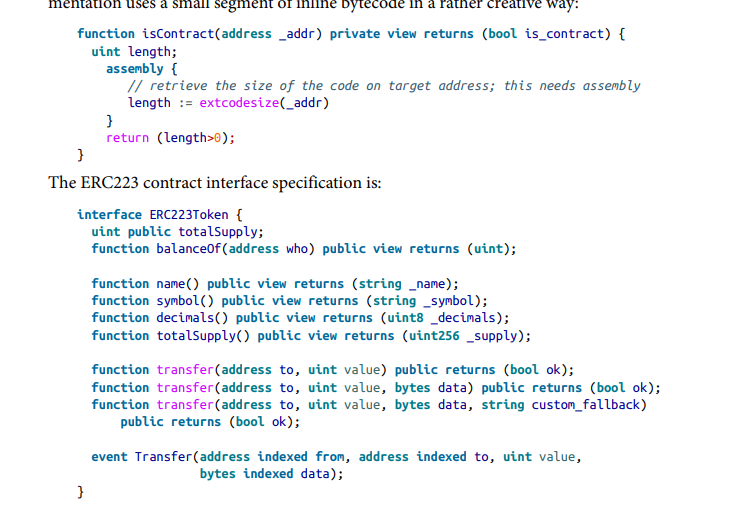 mentation uses a small segment of inline bytecode in a rather creative way:
function isContract(address _addr) private view returns (bool is_contract) {
uint length;
assembly {
// retrieve the size of the code on target address; this needs assembly
length := extcodesize(_addr)
}
return (length>0);
}
The ERC223 contract interface specification is:
interface ERC223Token {
uint public totalSupply;
function balanceOf(address who) public view returns (uint);
function name() public view returns (string _name);
function symbol() public view returns (string _symbol);
function decimals() public view returns (uint8 _decimals);
function totalSupply() public view returns (uint256 _supply);
function transfer(address to, uint value) public returns (bool ok);
function transfer(address to, uint value, bytes data) public returns (bool ok);
function transfer(address to, uint value, bytes data, string custom_fallback)
public returns (bool ok);
event Transfer(address indexed from, address indexed to, uint value,
bytes indexed data);
}